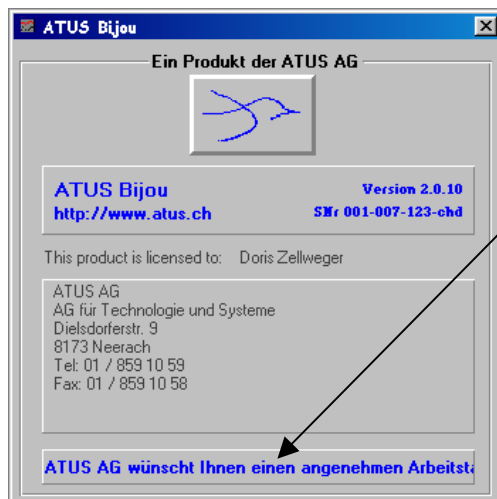 ATUS Bijou
Ein Produkt der ATUS AG
ATUS Bijou
Version 2.0.10
http://www.atus.ch
SNr 001-007-123-chd
This product is licensed to: Doris Zellweger
ATUS AG
AG für Technologie und Systeme
Dielsdorferstr. 9
8173 Neerach
Tel: 01 / 859 10 59
Fax: 01 / 859 10 58
ATUS AG wünscht Ihnen einen angenehmen Arbeitsta